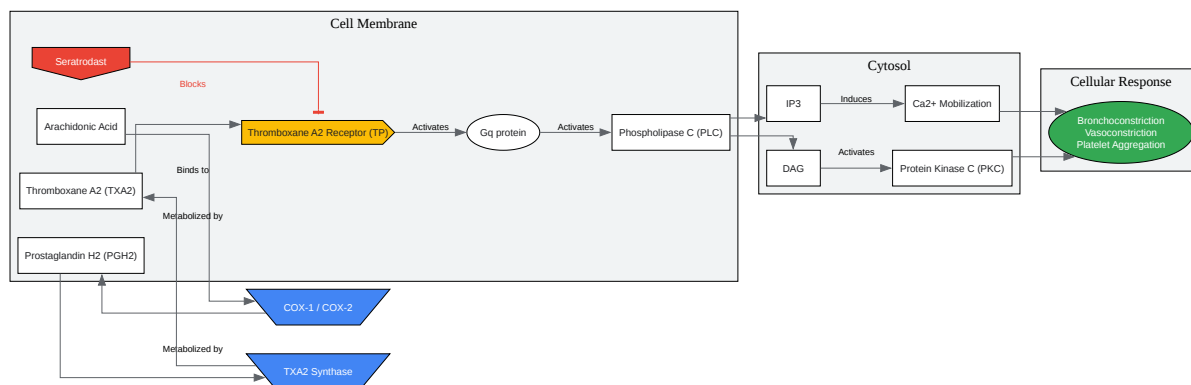 Cell Membrane
Seratrodast
Blocks
Arachidonic Acid
Thromboxane A2 Receptor (TP)
Activates
Gq protein
Activates
Phospholipase C (PLC)
Binds to
Thromboxane A2 (TXA2)
Metabolized by
Prostaglandin H2 (PGH2)
COX-1 / COX-2
Metabolized by
TXA2 Synthase
Cytosol
IP3
Induces
Ca2+ Mobilization
DAG
Activates
Protein Kinase C (PKC)
Cellular Response
Bronchoconstriction
Vasoconstriction
Platelet Aggregation